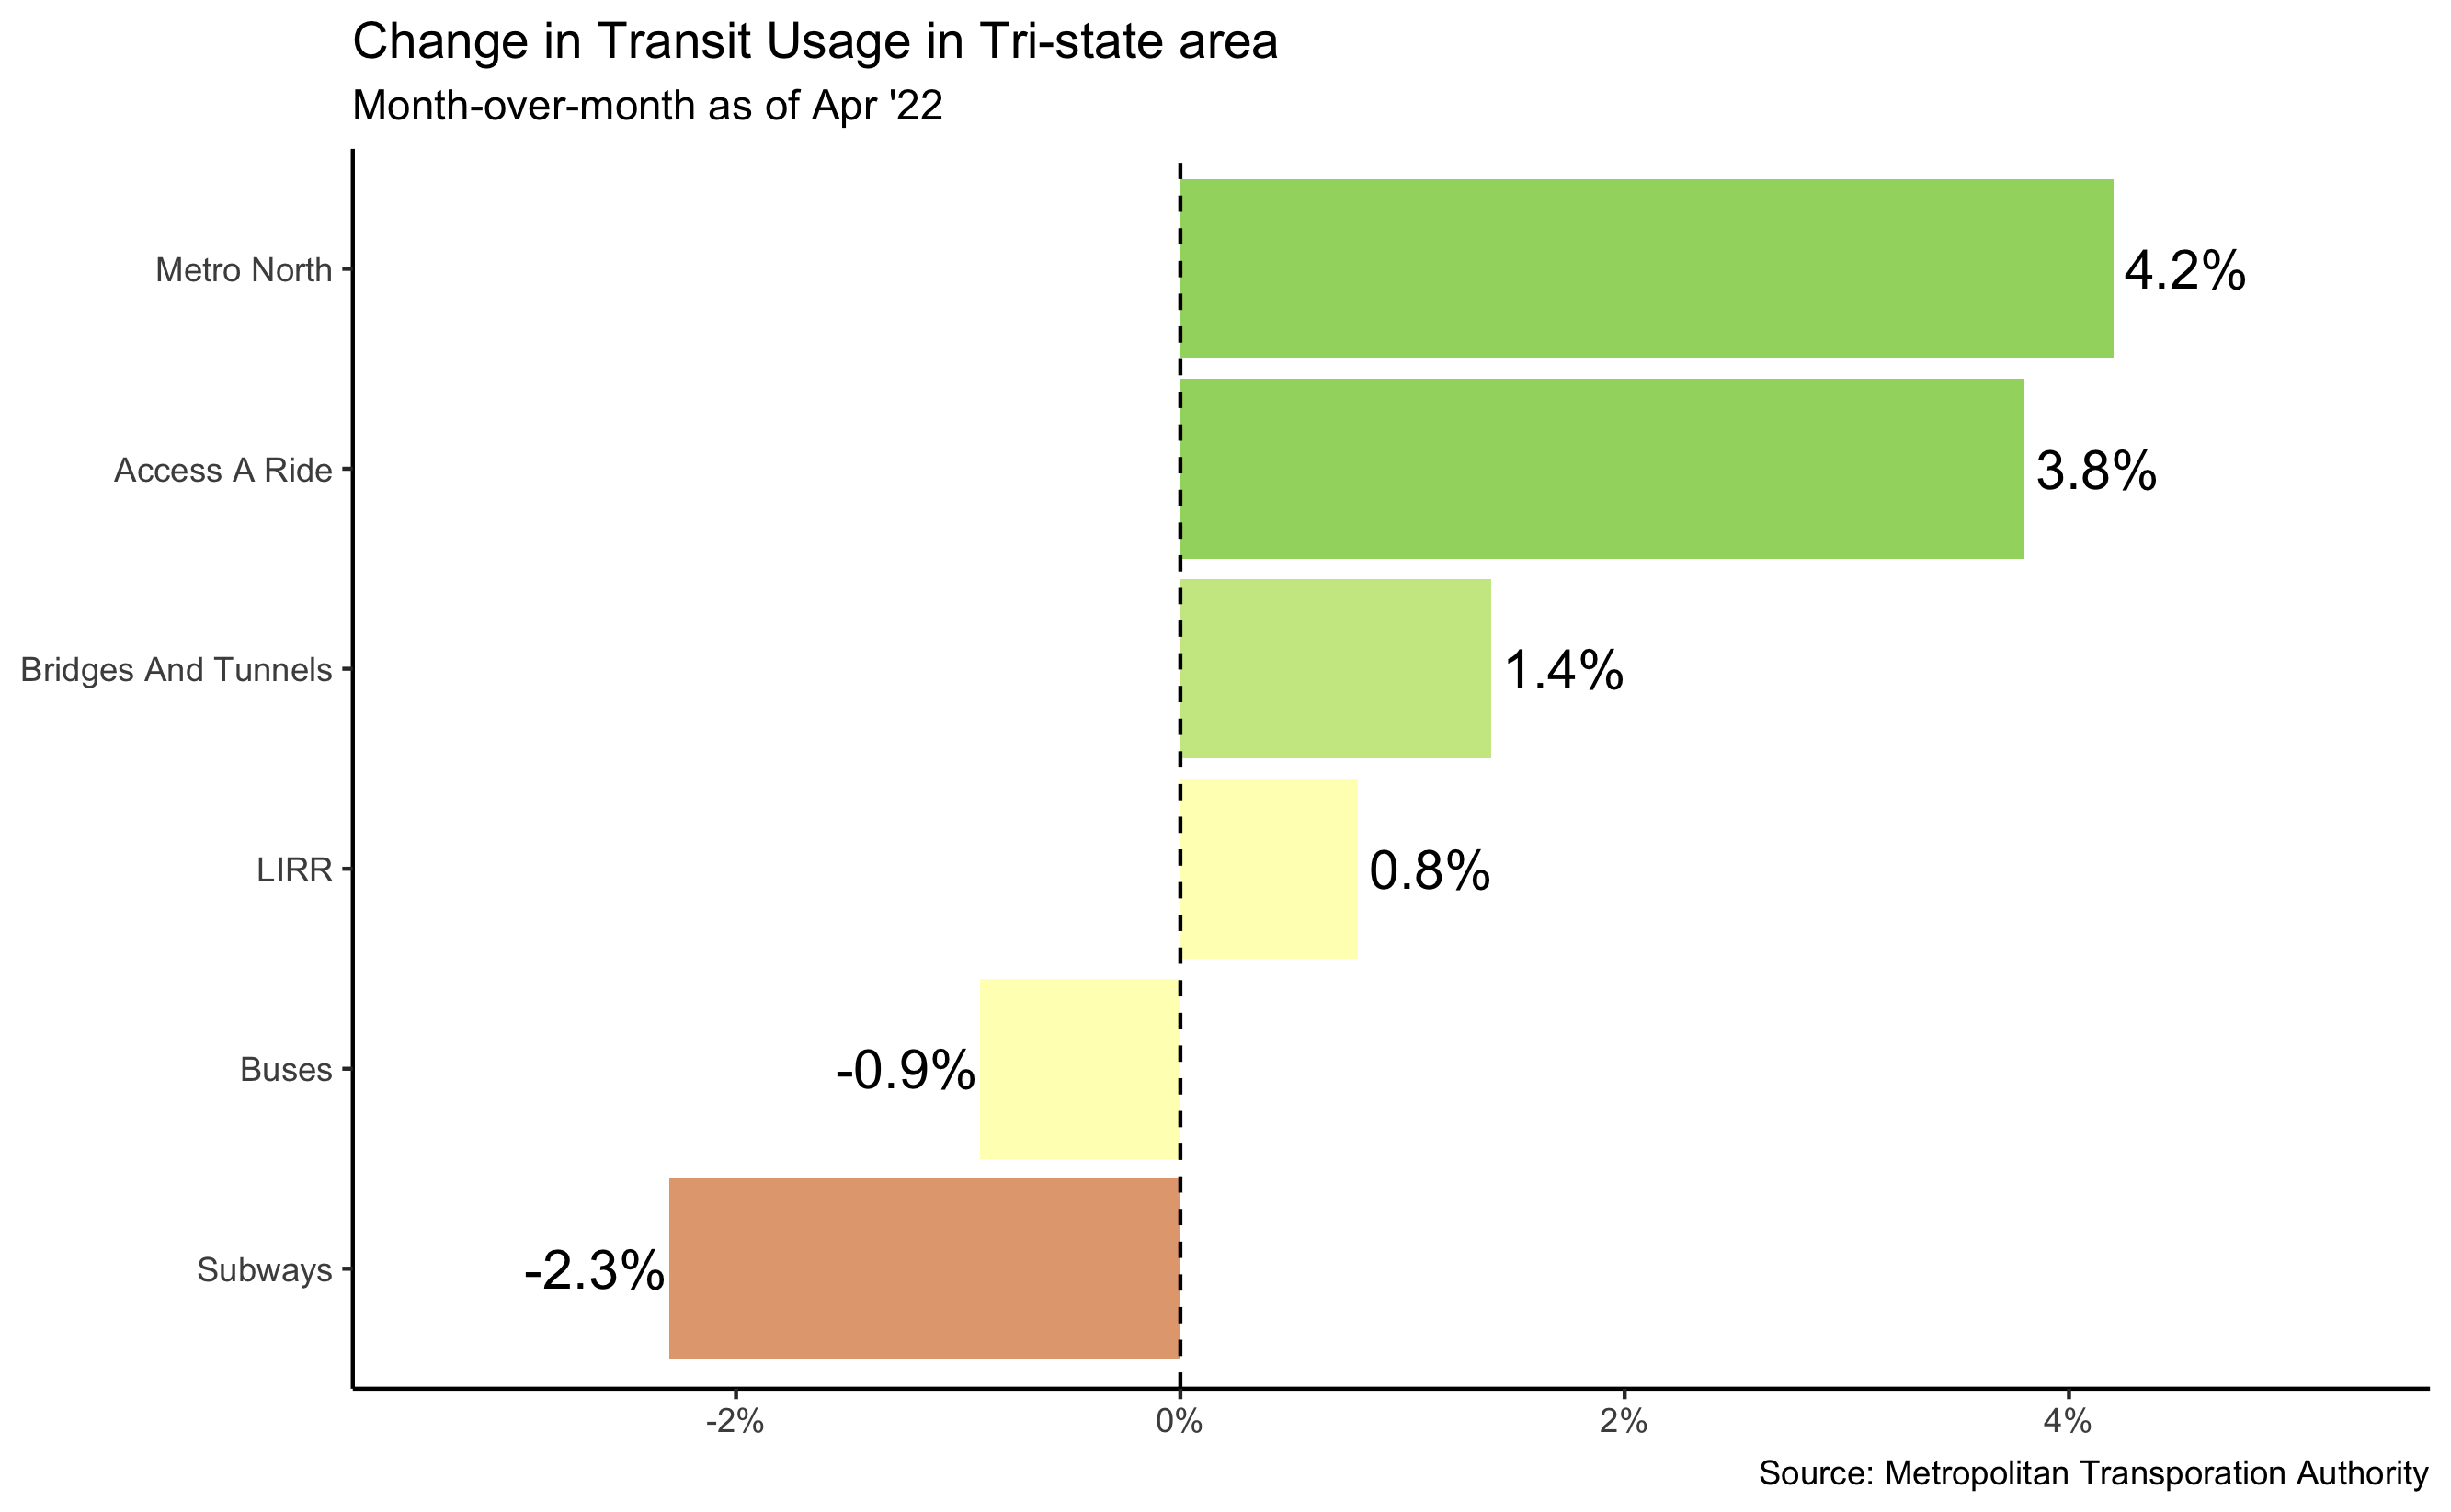 Change in Transit Usage in Tri-state area
Month-over-month as of Apr '22
Metro North
4.2%
Access A Ride
3.8%
Bridges And Tunnels
1.4%
LIRR
0.8%
Buses
-0.9%
Subways
-2.3%
-2%
0%
2%
4%
Source: Metropolitan Transporation Authority